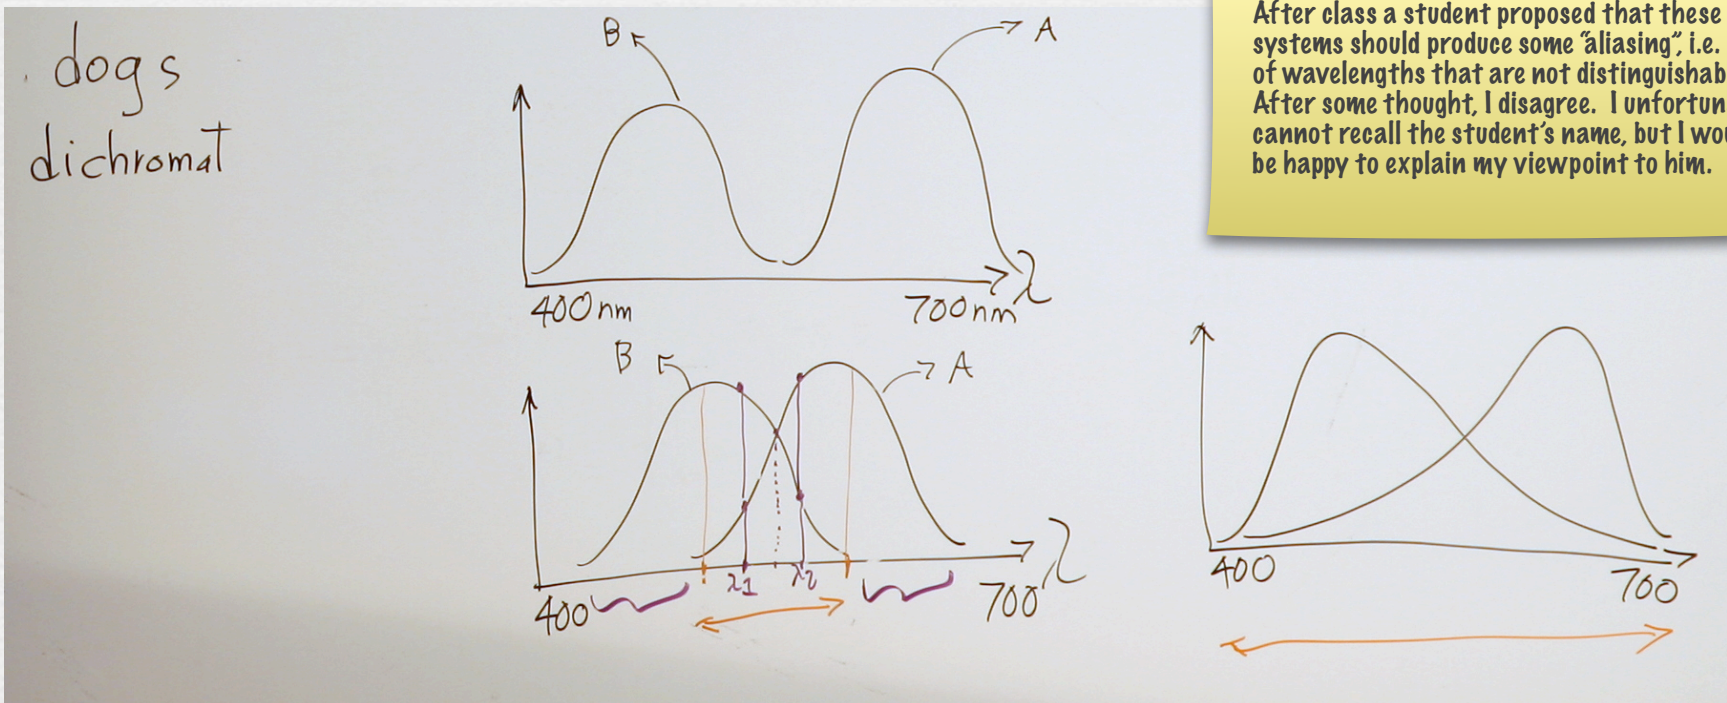 dogs
dichromat
B
A
400nm
700nm
λ
B
A
400
λ1
λ2
700
λ
400
700
After class a student proposed that these
systems should produce some "aliasing", i.e.
of wavelengths that are not distinguishab
After some thought, I disagree. I unfortun
cannot recall the student's name, but I wou
be happy to explain my viewpoint to him.